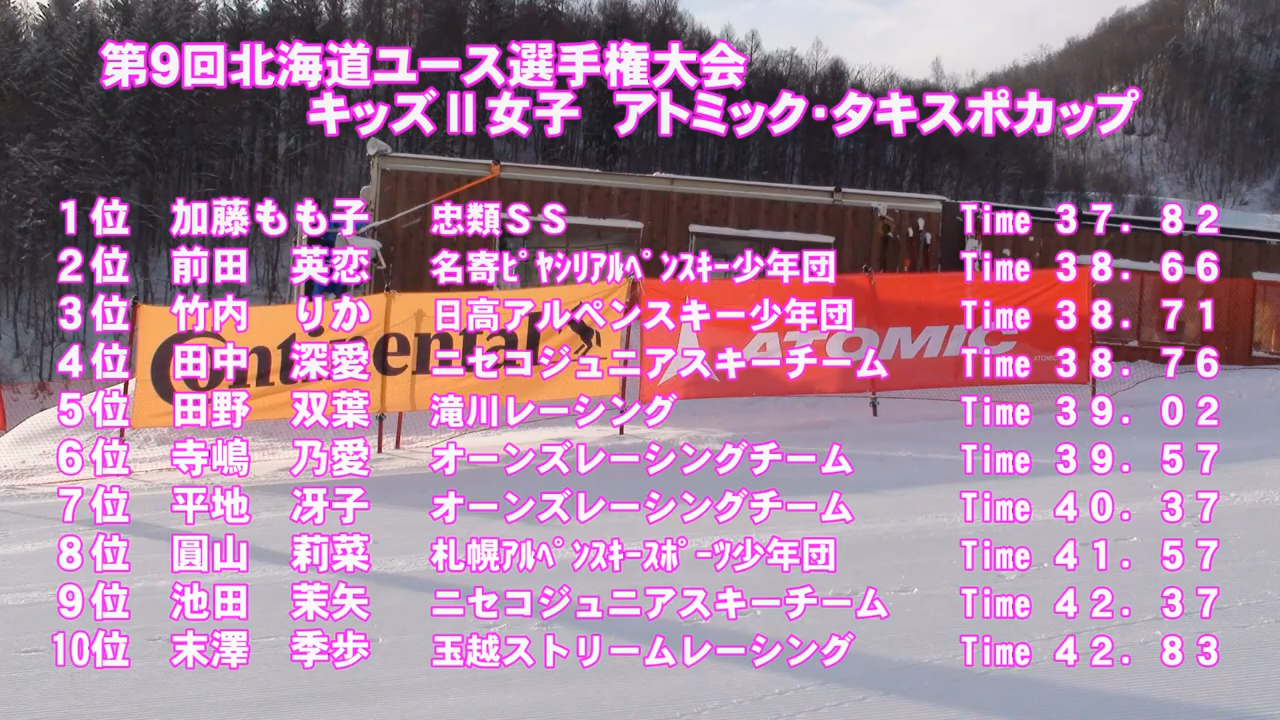 第9回北海道ユース選手権大会
キッズⅡ女子　アトミック・タキスポカップ
１位　加藤もも子　忠類ＳＳ　Time ３７．８２
２位　前田　英恋　名寄ﾋﾟﾔｼﾘｱﾙﾍﾟﾝｽｷｰ少年団　Time ３８．６６
３位　竹内　りか　日高アルペンスキー少年団　Time ３８．７１
４位　田中　深愛　ニセコジュニアスキーチーム　Time ３８．７６
５位　田野　双葉　滝川レーシング　Time ３９．０２
６位　寺嶋　乃愛　オーンズレーシングチーム　Time ３９．５７
７位　平地　冴子　オーンズレーシングチーム　Time ４０．３７
８位　圓山　莉菜　札幌ｱﾙﾍﾟﾝｽｷｰｽﾎﾟｰﾂ少年団　Time ４１．５７
９位　池田　茉矢　ニセコジュニアスキーチーム　Time ４２．３７
10位　末澤　季歩　玉越ストリームレーシング　Time ４２．８３
Continental
ATOMIC
ATOMIC